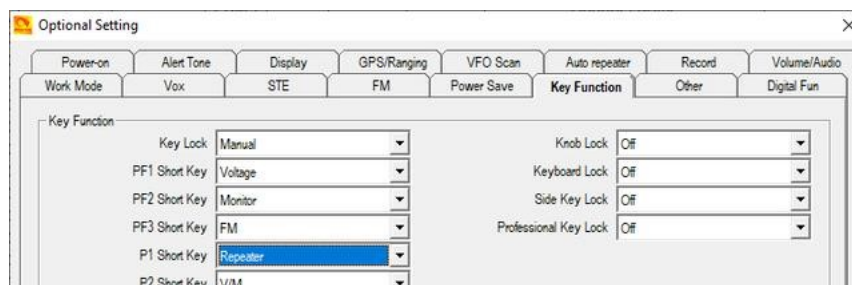 Optional Setting
Power-on Alert Tone Display GPS/Ranging VFO Scan Auto repeater Record Volume/Audio
Work Mode Vox STE FM Power Save Key Function Other Digital Fun
Key Function
Key Lock Manual Knob Lock Off
PF1 Short Key Voltage Keyboard Lock Off
PF2 Short Key Monitor Side Key Lock Off
PF3 Short Key FM Professional Key Lock Off
P1 Short Key Repeater
P2 Short Key V/M